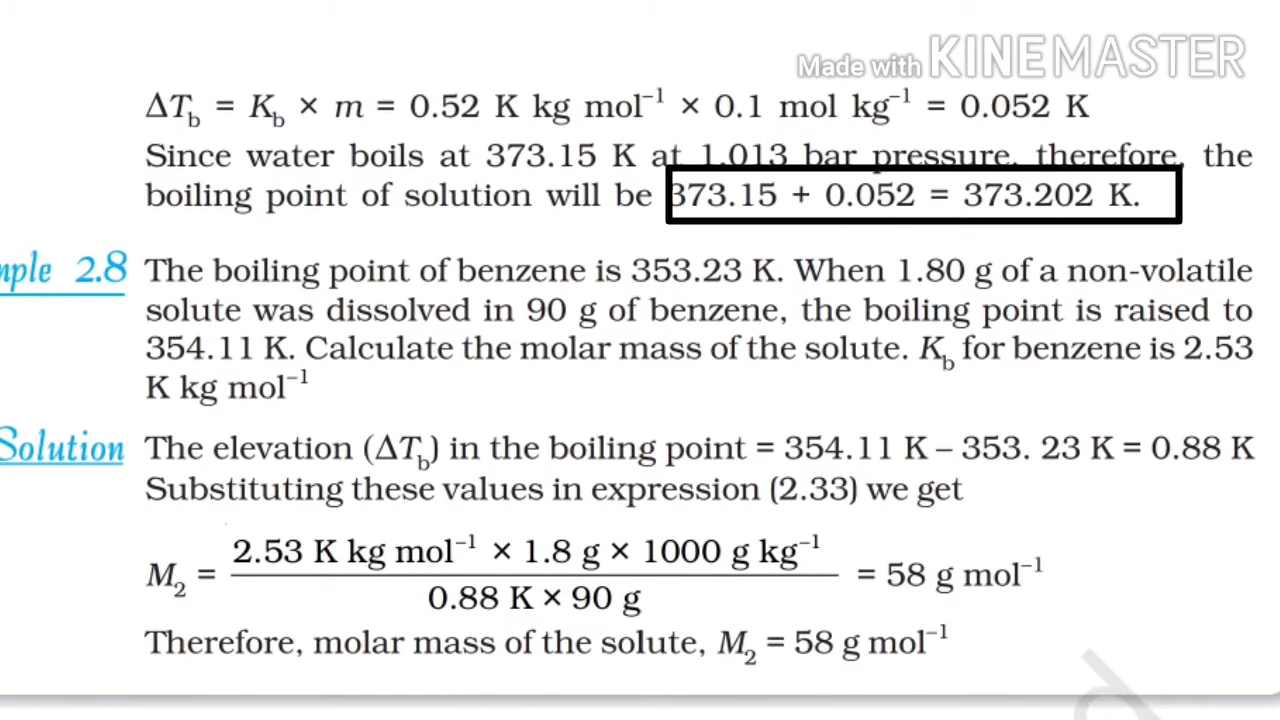 Made with KINEMASTER
ΔT_b = K_b × m = 0.52 K kg mol⁻¹ × 0.1 mol kg⁻¹ = 0.052 K
Since water boils at 373.15 K at 1.013 bar pressure, therefore, the
boiling point of solution will be 373.15 + 0.052 = 373.202 K.
mple 2.8 The boiling point of benzene is 353.23 K. When 1.80 g of a non-volatile
solute was dissolved in 90 g of benzene, the boiling point is raised to
354.11 K. Calculate the molar mass of the solute. K_b for benzene is 2.53
K kg mol⁻¹
Solution The elevation (ΔT_b) in the boiling point = 354.11 K – 353. 23 K = 0.88 K
Substituting these values in expression (2.33) we get
2.53 K kg mol⁻¹ × 1.8 g × 1000 g kg⁻¹
M₂ = = 58 g mol⁻¹
0.88 K × 90 g
Therefore, molar mass of the solute, M₂ = 58 g mol⁻¹